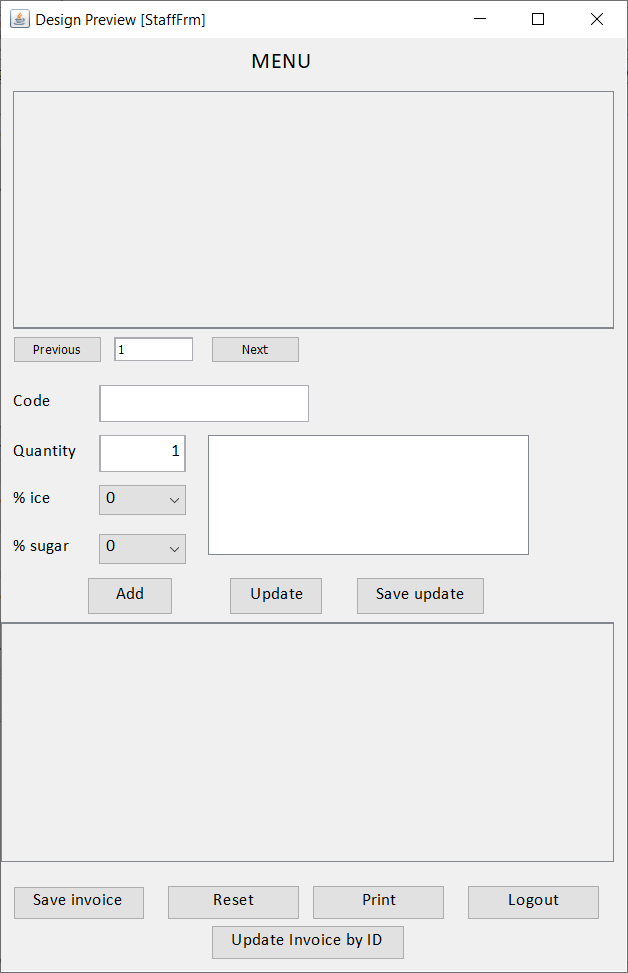 Design Preview [StaffFrm]
MENU
Previous 1 Next
Code
Quantity 1
% ice 0
% sugar 0
Add Update Save update
Save invoice Reset Print Logout
Update Invoice by ID